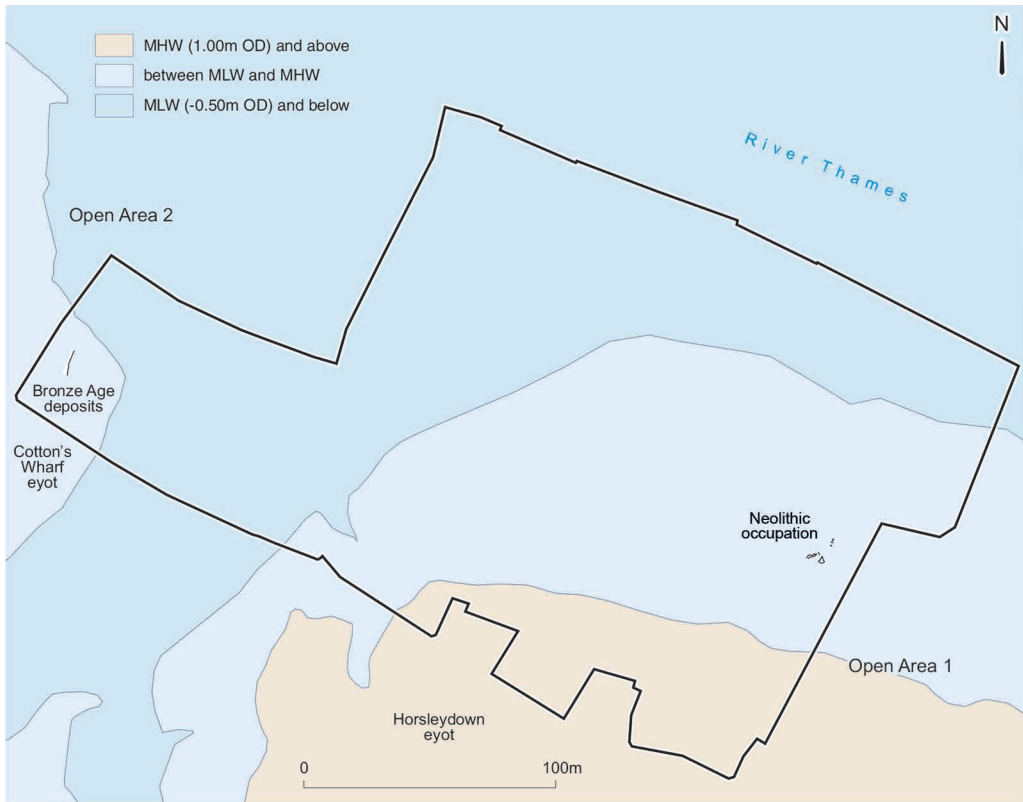 MHW (1.00m OD) and above
between MLW and MHW
MLW (-0.50m OD) and below
N
River Thames
Open Area 2
Bronze Age
deposits
Cotton's
Wharf
eyot
Neolithic
occupation
Open Area 1
Horsleydown
eyot
0
100m